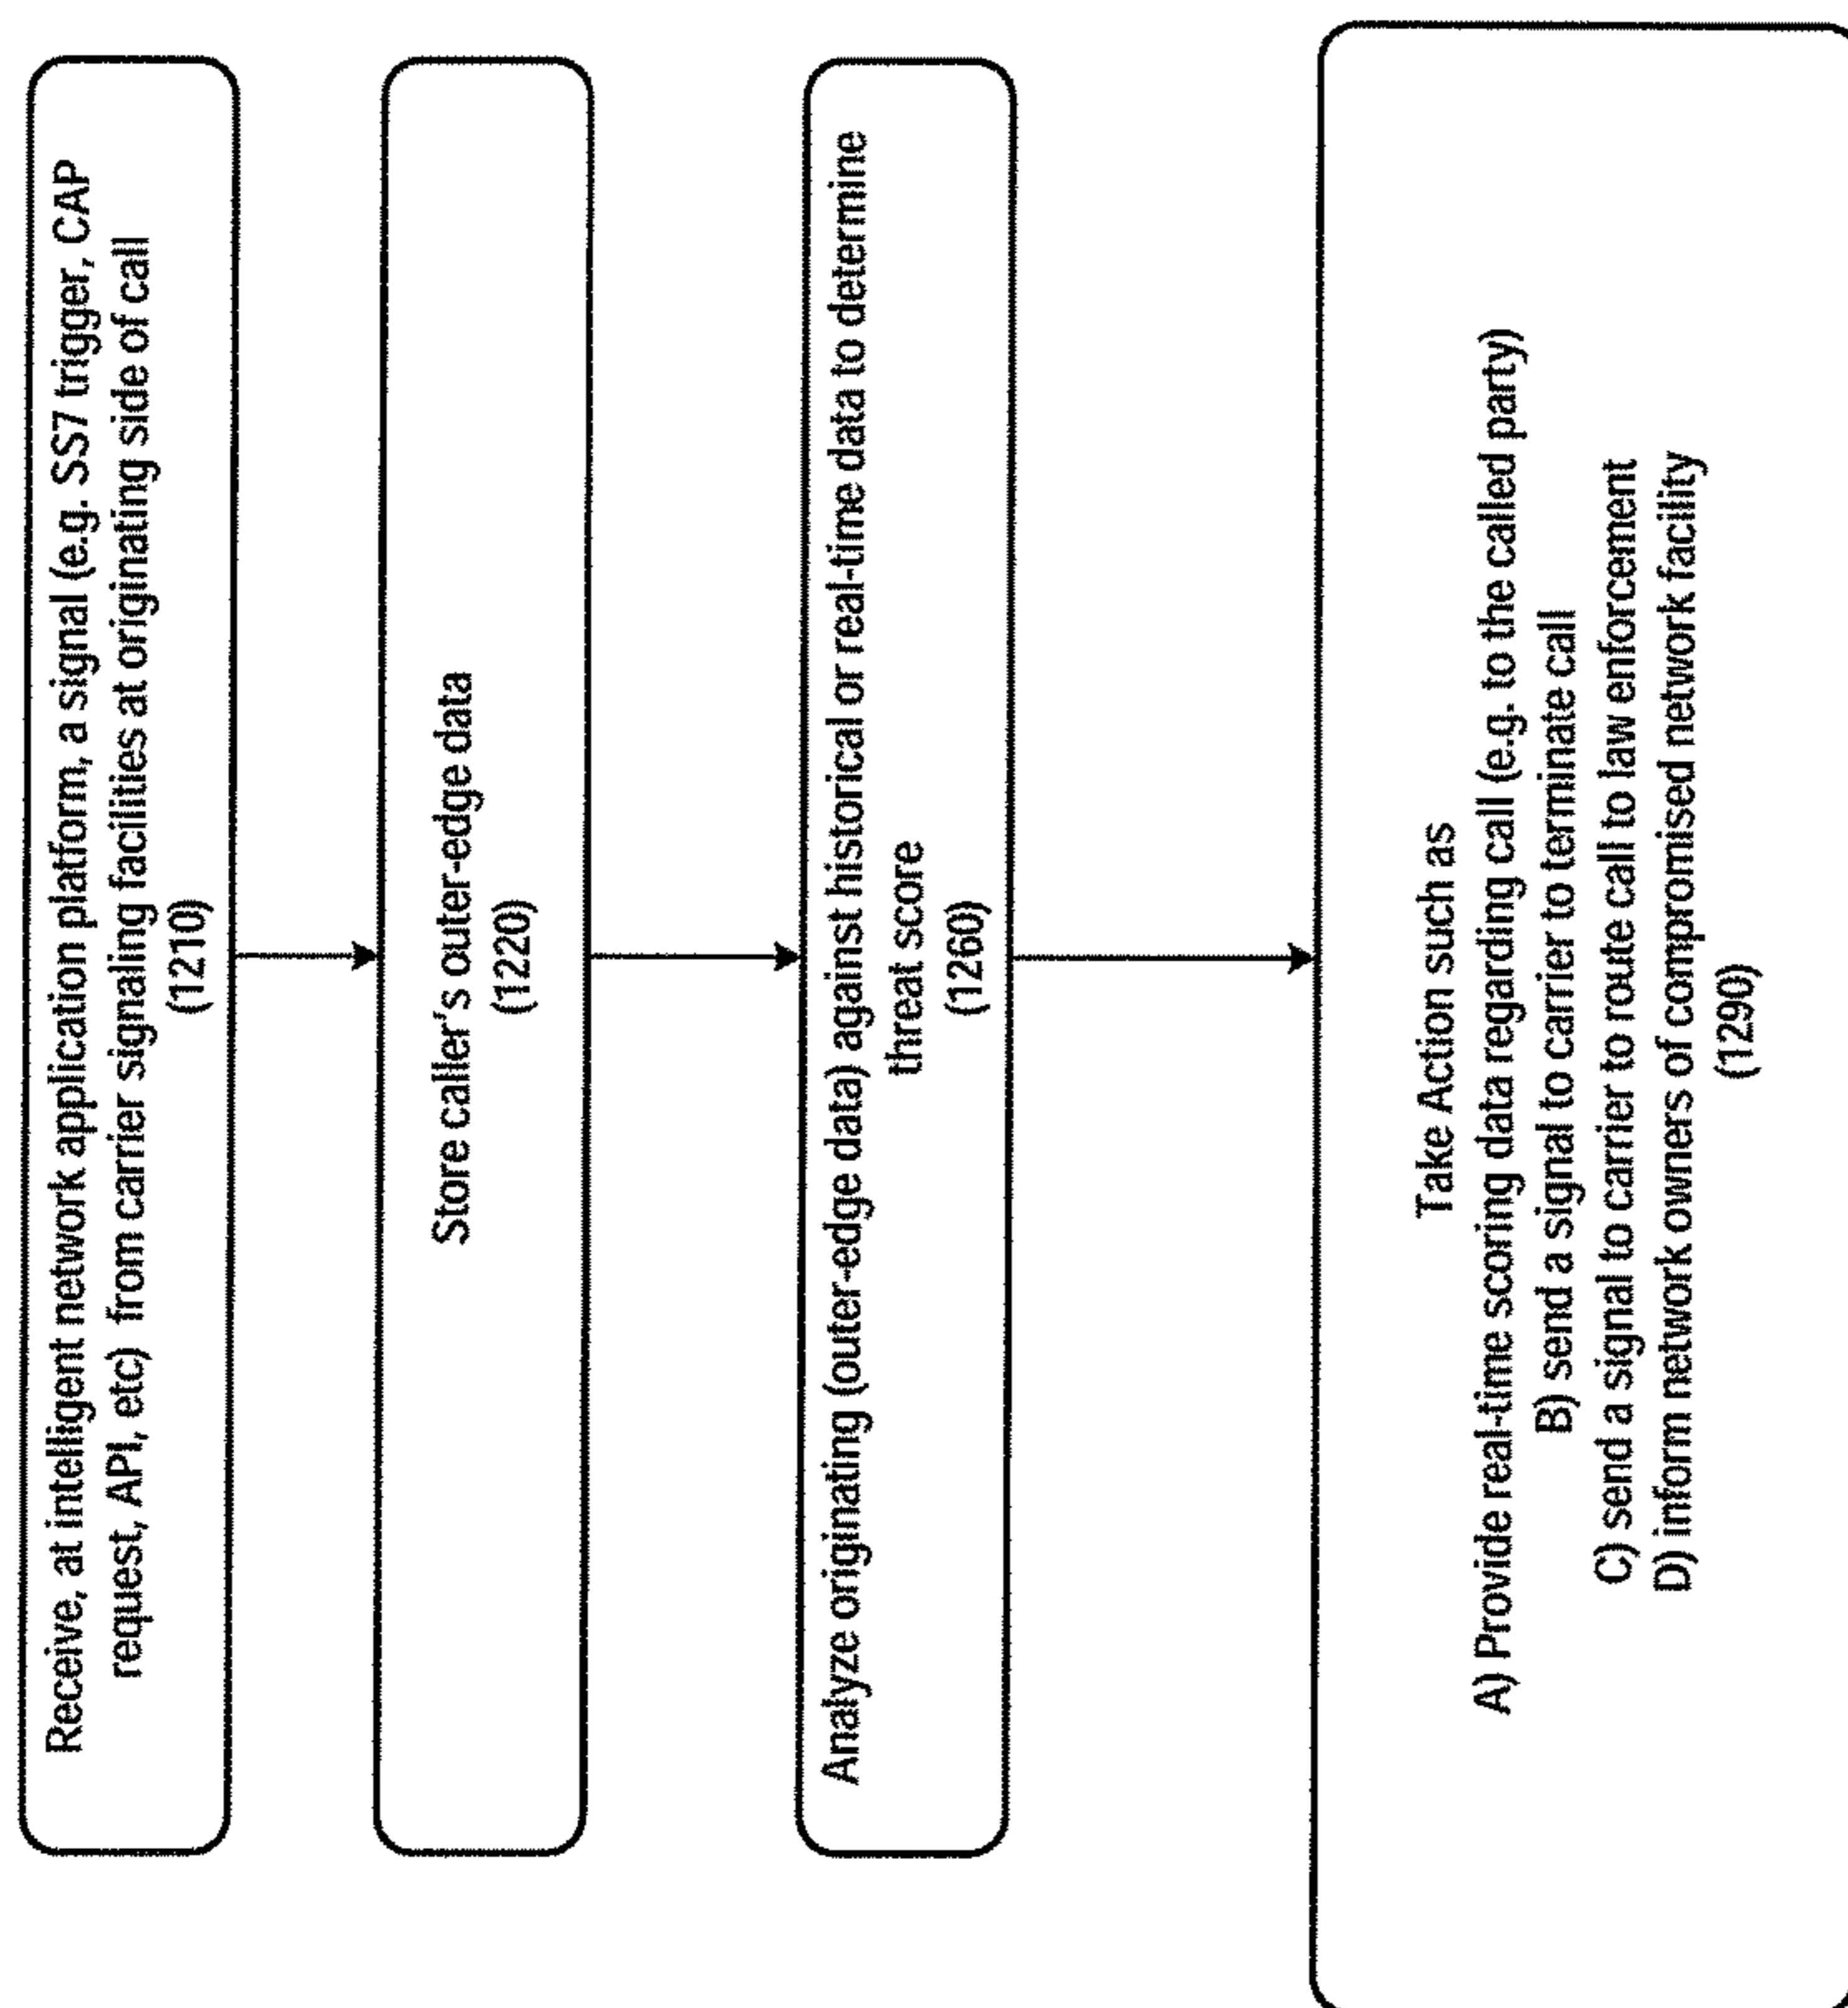 Receive, at intelligent network application platform, a signal (e.g. SS7 trigger, CAP
request, API, etc) from carrier signaling facilities at originating side of call
(1210)
Store caller's outer-edge data
(1220)
Analyze originating (outer-edge data) against historical or real-time data to determine
threat score
(1260)
Take Action such as
A) Provide real-time scoring data regarding call (e.g. to the called party)
B) send a signal to carrier to terminate call
C) send a signal to carrier to route call to law enforcement
D) inform network owners of compromised network facility
(1290)